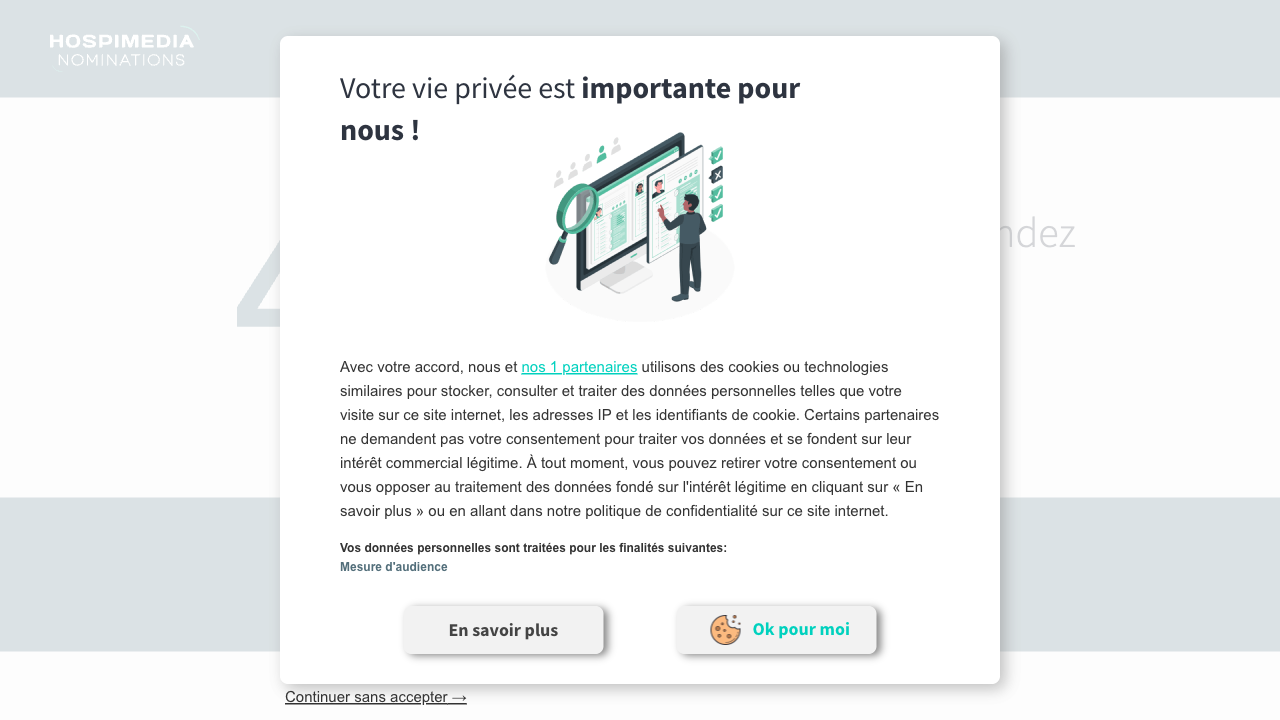 HOSPIMEDIA
NOMINATIONS
Votre vie privée est importante pour
nous !
Avec votre accord, nous et nos 1 partenaires utilisons des cookies ou technologies
similaires pour stocker, consulter et traiter des données personnelles telles que votre
visite sur ce site internet, les adresses IP et les identifiants de cookie. Certains partenaires
ne demandent pas votre consentement pour traiter vos données et se fondent sur leur
intérêt commercial légitime. À tout moment, vous pouvez retirer votre consentement ou
vous opposer au traitement des données fondé sur l'intérêt légitime en cliquant sur « En
savoir plus » ou en allant dans notre politique de confidentialité sur ce site internet.
Vos données personnelles sont traitées pour les finalités suivantes:
Mesure d'audience
En savoir plus
Ok pour moi
Continuer sans accepter →